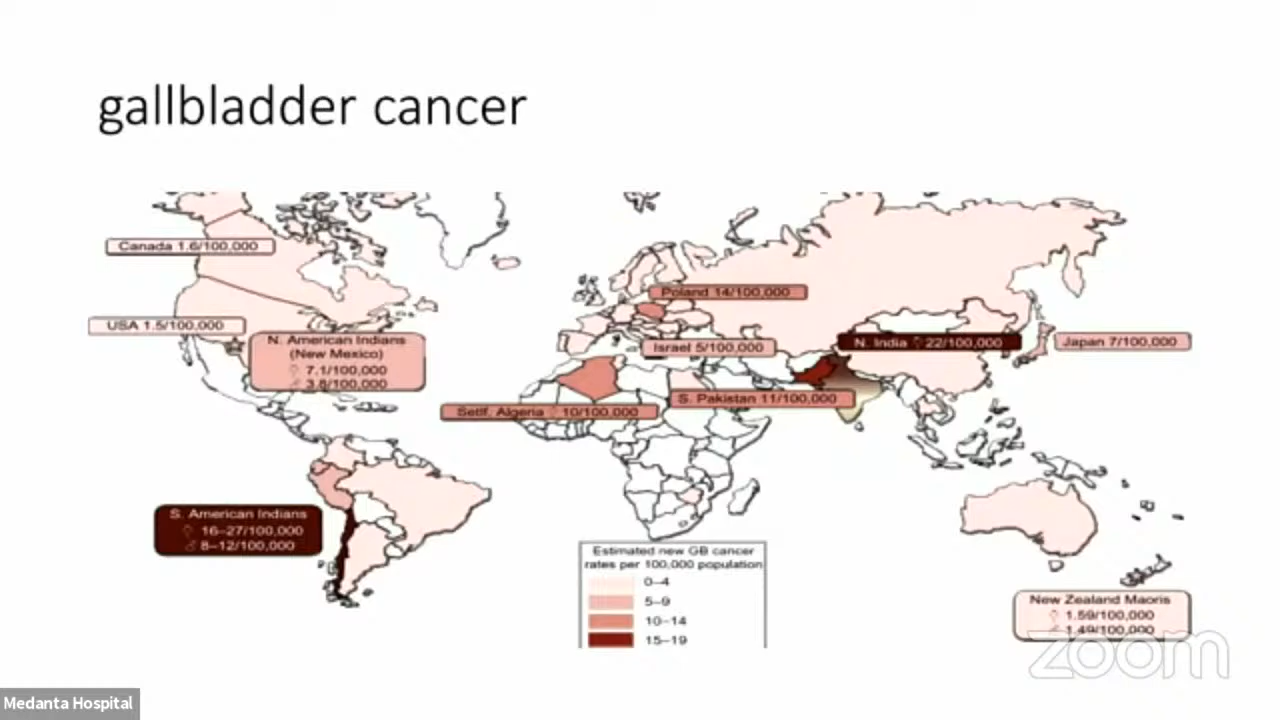 gallbladder cancer
Canada 1.6/100,000
Poland 14/100,000
USA 1.5/100,000
N. American Indians
(New Mexico)
♀ 7.1/100,000
♂ 3.8/100,000
Israel 5/100,000
N. India ♀ 22/100,000
Japan 7/100,000
Setif, Algeria ♀ 10/100,000
S. Pakistan 11/100,000
S. American Indians
♀ 16–27/100,000
♂ 8–12/100,000
Estimated new GB cancer
rates per 100,000 population
0–4
5–9
10–14
15–19
New Zealand Maoris
♀ 1.59/100,000
♂ 1.49/100,000
zoom
Medanta Hospital